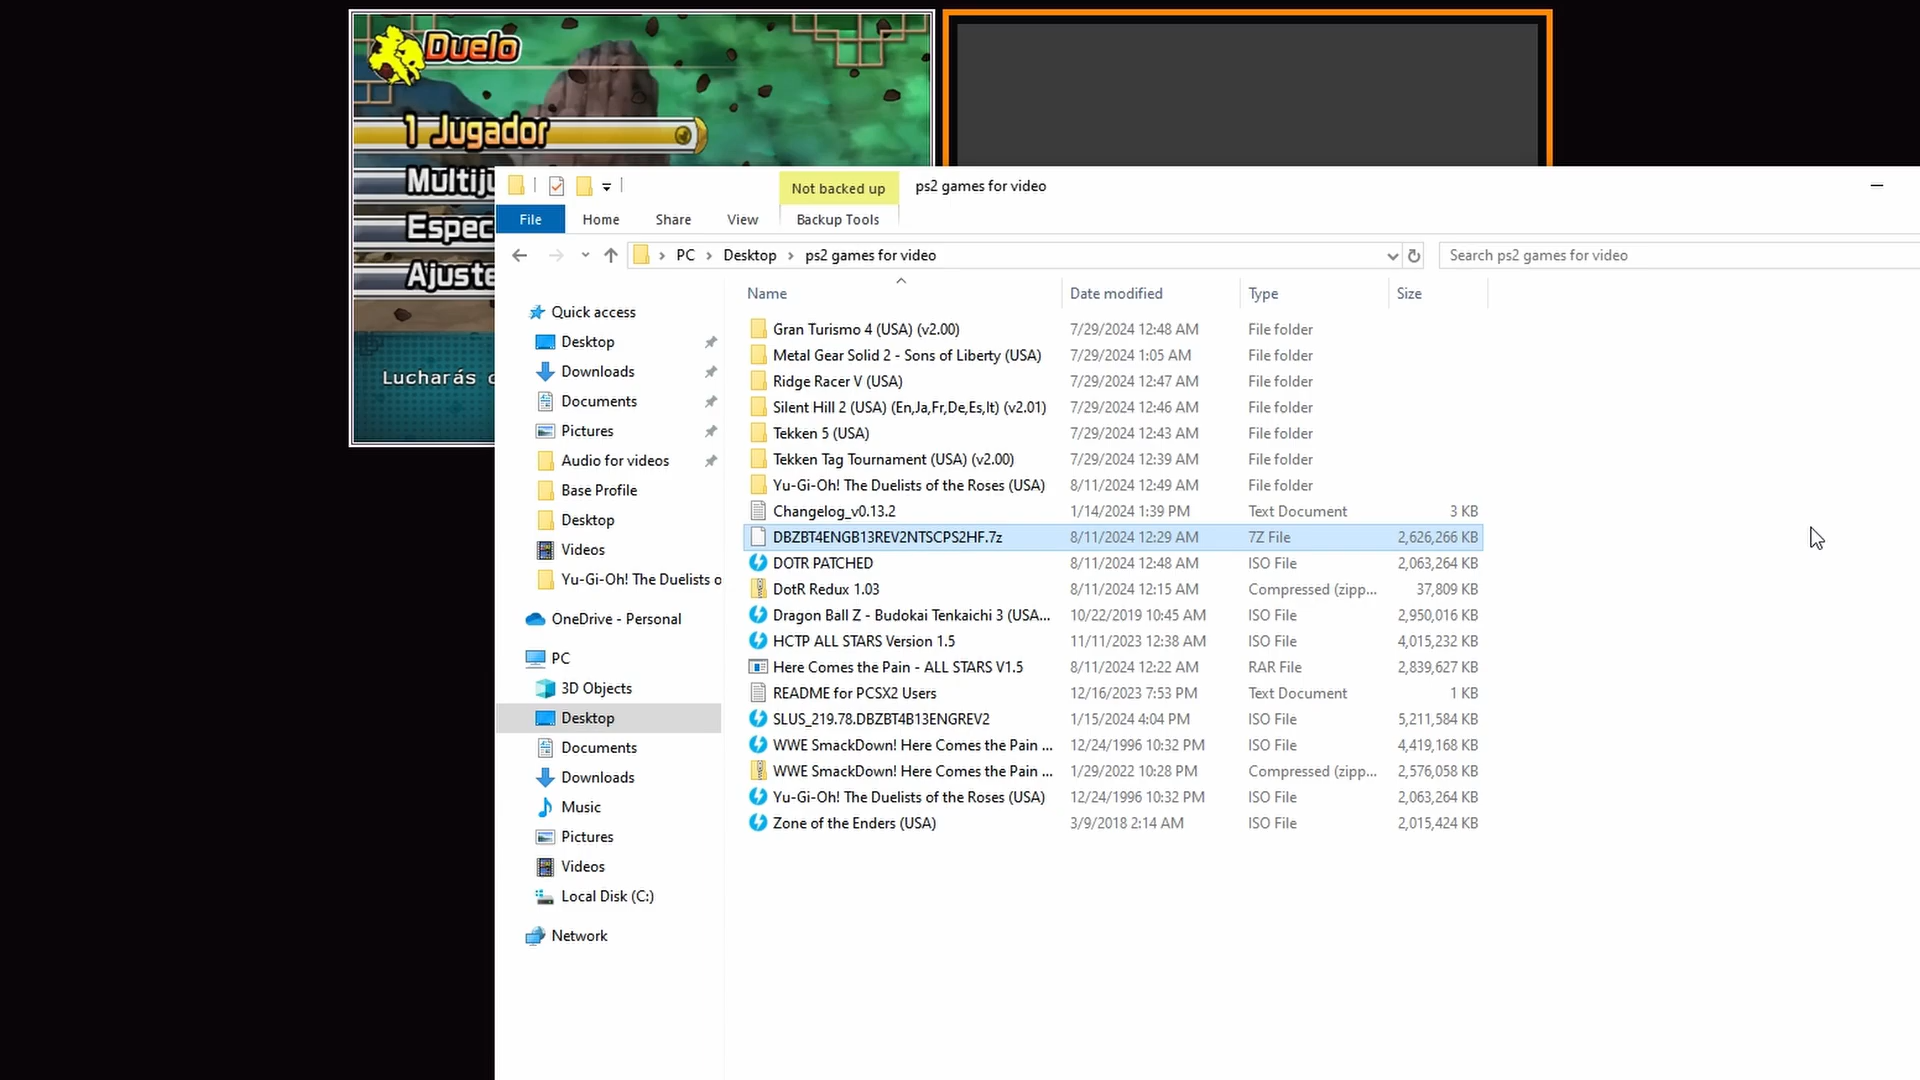 Duelo
1 Jugador
Multiju
Espec
Ajuste
Lucharás
Not backed up
ps2 games for video
File
Home
Share
View
Backup Tools
PC
Desktop
ps2 games for video
Search ps2 games for video
Name
Date modified
Type
Size
Quick access
Desktop
Downloads
Documents
Pictures
Audio for videos
Base Profile
Desktop
Videos
Yu-Gi-Oh! The Duelists o
OneDrive - Personal
PC
3D Objects
Desktop
Documents
Downloads
Music
Pictures
Videos
Local Disk (C:)
Network
Gran Turismo 4 (USA) (v2.00) 7/29/2024 12:48 AM File folder
Metal Gear Solid 2 - Sons of Liberty (USA) 7/29/2024 1:05 AM File folder
Ridge Racer V (USA) 7/29/2024 12:47 AM File folder
Silent Hill 2 (USA) (En,Ja,Fr,De,Es,It) (v2.01) 7/29/2024 12:46 AM File folder
Tekken 5 (USA) 7/29/2024 12:43 AM File folder
Tekken Tag Tournament (USA) (v2.00) 7/29/2024 12:39 AM File folder
Yu-Gi-Oh! The Duelists of the Roses (USA) 8/11/2024 12:49 AM File folder
Changelog_v0.13.2 1/14/2024 1:39 PM Text Document 3 KB
DBZBT4ENGB13REV2NTSCPS2HF.7z 8/11/2024 12:29 AM 7Z File 2,626,266 KB
DOTR PATCHED 8/11/2024 12:48 AM ISO File 2,063,264 KB
DotR Redux 1.03 8/11/2024 12:15 AM Compressed (zipp... 37,809 KB
Dragon Ball Z - Budokai Tenkaichi 3 (USA... 10/22/2019 10:45 AM ISO File 2,950,016 KB
HCTP ALL STARS Version 1.5 11/11/2023 12:38 AM ISO File 4,015,232 KB
Here Comes the Pain - ALL STARS V1.5 8/11/2024 12:22 AM RAR File 2,839,627 KB
README for PCSX2 Users 12/16/2023 7:53 PM Text Document 1 KB
SLUS_219.78.DBZBT4B13ENGREV2 1/15/2024 4:04 PM ISO File 5,211,584 KB
WWE SmackDown! Here Comes the Pain ... 12/24/1996 10:32 PM ISO File 4,419,168 KB
WWE SmackDown! Here Comes the Pain ... 1/29/2022 10:28 PM Compressed (zipp... 2,576,058 KB
Yu-Gi-Oh! The Duelists of the Roses (USA) 12/24/1996 10:32 PM ISO File 2,063,264 KB
Zone of the Enders (USA) 3/9/2018 2:14 AM ISO File 2,015,424 KB